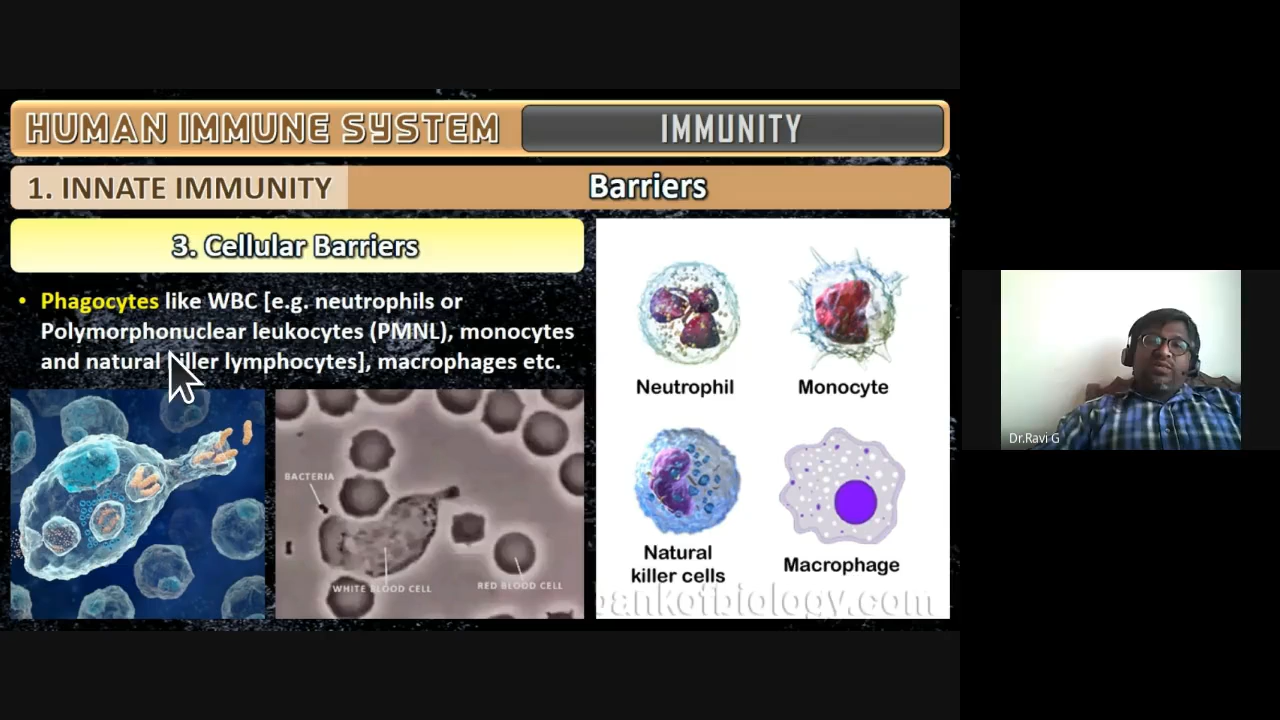 HUMAN IMMUNE SYSTEM
IMMUNITY
1. INNATE IMMUNITY
Barriers
3. Cellular Barriers
• Phagocytes like WBC [e.g. neutrophils or
Polymorphonuclear leukocytes (PMNL), monocytes
and natural killer lymphocytes], macrophages etc.
BACTERIA
WHITE BLOOD CELL
RED BLOOD CELL
Neutrophil
Monocyte
Natural
killer cells
Macrophage
bankofbiology.com
Dr.Ravi G